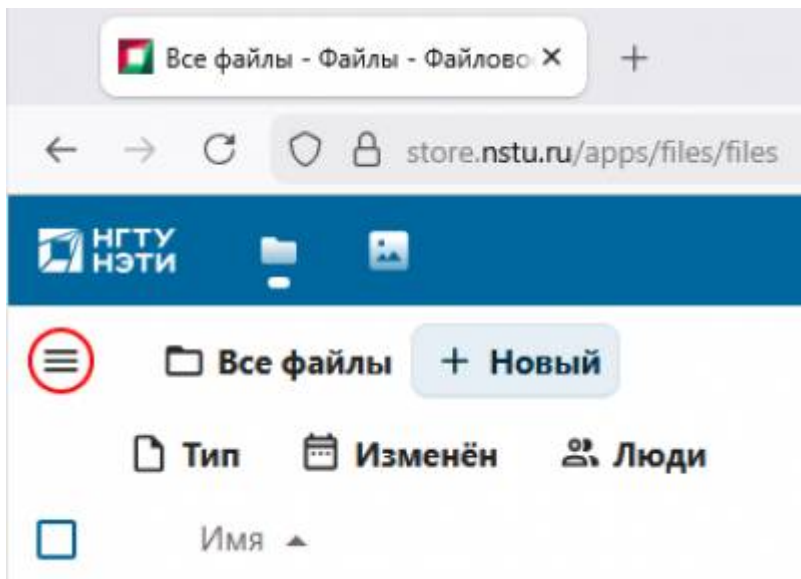 Все файлы - Файлы - Файлово
store.nstu.ru/apps/files/files
НГТУ
НЭТИ
Все файлы + Новый
Тип Изменён Люди
Имя